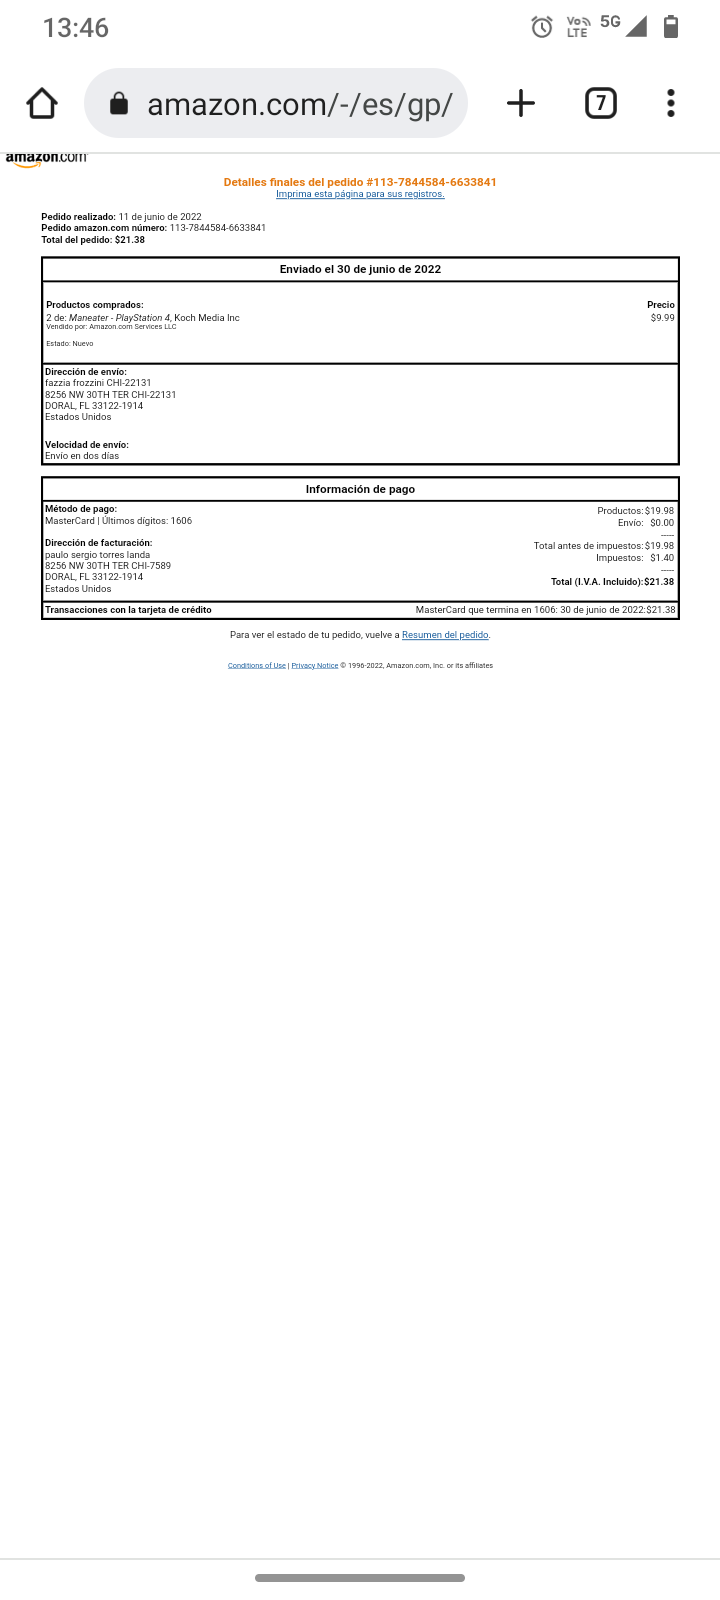 13:46
Vo LTE 5G
amazon.com/-/es/gp/
7
amazon.com
Detalles finales del pedido #113-7844584-6633841
Imprima esta página para sus registros.
Pedido realizado: 11 de junio de 2022
Pedido amazon.com número: 113-7844584-6633841
Total del pedido: $21.38
Enviado el 30 de junio de 2022
Productos comprados: Precio
2 de: Maneater - PlayStation 4, Koch Media Inc $9.99
Vendido por: Amazon.com Services LLC
Estado: Nuevo
Dirección de envío:
fazzia frozzini CHI-22131
8256 NW 30TH TER CHI-22131
DORAL, FL 33122-1914
Estados Unidos
Velocidad de envío:
Envío en dos días
Información de pago
Método de pago:
MasterCard | Últimos dígitos: 1606
Dirección de facturación:
paulo sergio torres landa
8256 NW 30TH TER CHI-7589
DORAL, FL 33122-1914
Estados Unidos
Productos: $19.98
Envío: $0.00
-----
Total antes de impuestos: $19.98
Impuestos: $1.40
-----
Total (I.V.A. Incluido): $21.38
Transacciones con la tarjeta de crédito MasterCard que termina en 1606: 30 de junio de 2022: $21.38
Para ver el estado de tu pedido, vuelve a Resumen del pedido.
Conditions of Use | Privacy Notice © 1996-2022, Amazon.com, Inc. or its affiliates